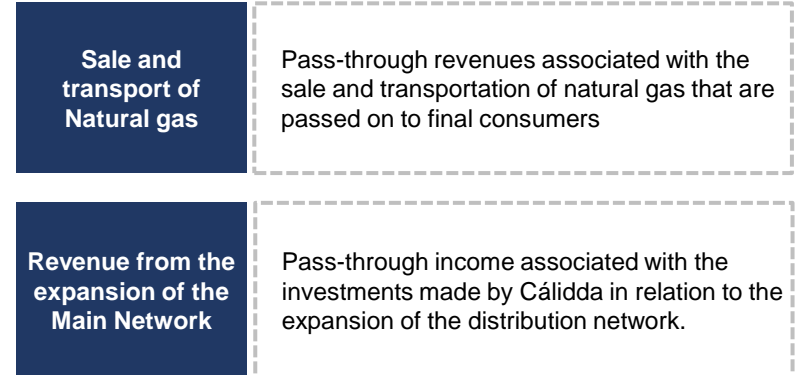 Sale and
transport of
Natural gas
Pass-through revenues associated with the
sale and transportation of natural gas that are
passed on to final consumers
Revenue from the
expansion of the
Main Network
Pass-through income associated with the
investments made by Cálidda in relation to the
expansion of the distribution network.